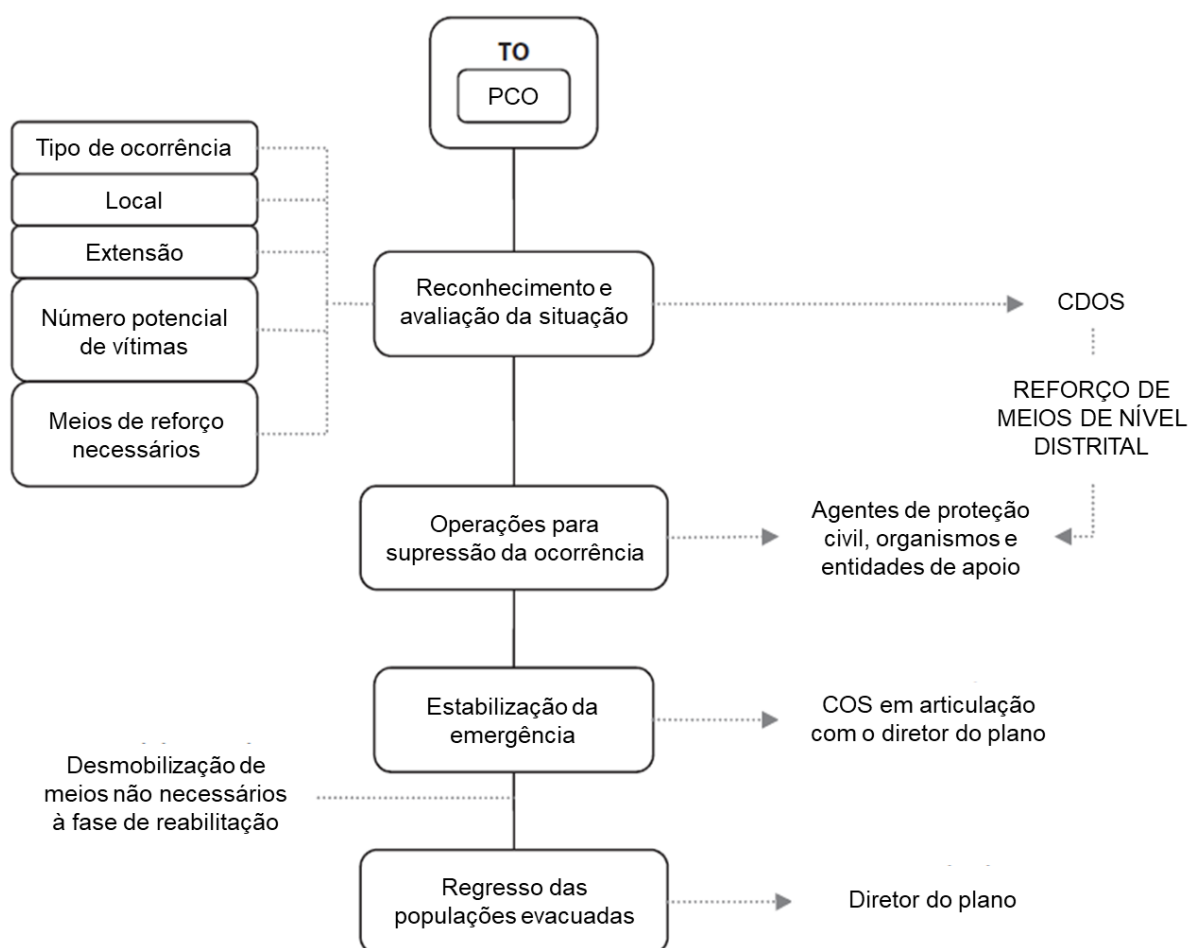 TO
PCO
Tipo de ocorrência
Local
Extensão
Número potencial
de vítimas
Meios de reforço
necessários
Reconhecimento e
avaliação da situação
CDOS
REFORÇO DE
MEIOS DE NÍVEL
DISTRITAL
Operações para
supressão da ocorrência
Agentes de proteção
civil, organismos e
entidades de apoio
Estabilização da
emergência
COS em articulação
com o diretor do plano
Desmobilização de
meios não necessários
à fase de reabilitação
Regresso das
populações evacuadas
Diretor do plano